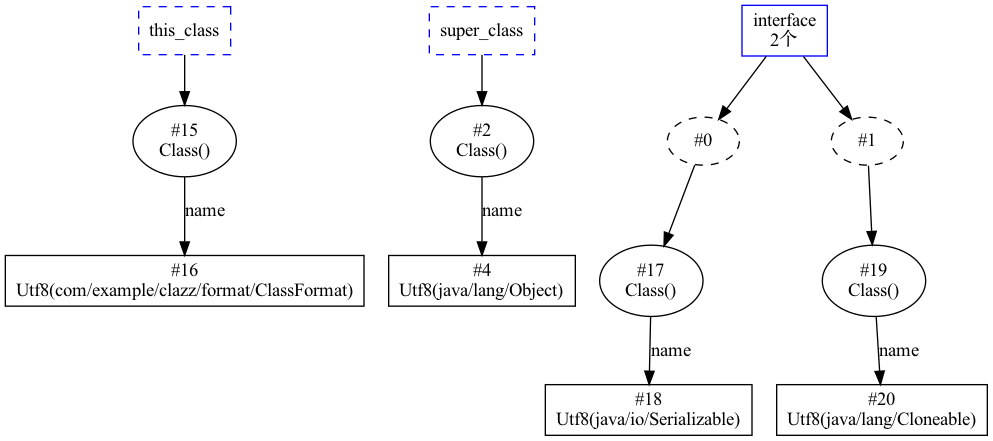 this_class
super_class
interface
2个
#15
Class()
#2
Class()
#0
#1
name
name
#16
Utf8(com/example/clazz/format/ClassFormat)
#4
Utf8(java/lang/Object)
#17
Class()
#19
Class()
name
name
#18
Utf8(java/io/Serializable)
#20
Utf8(java/lang/Cloneable)